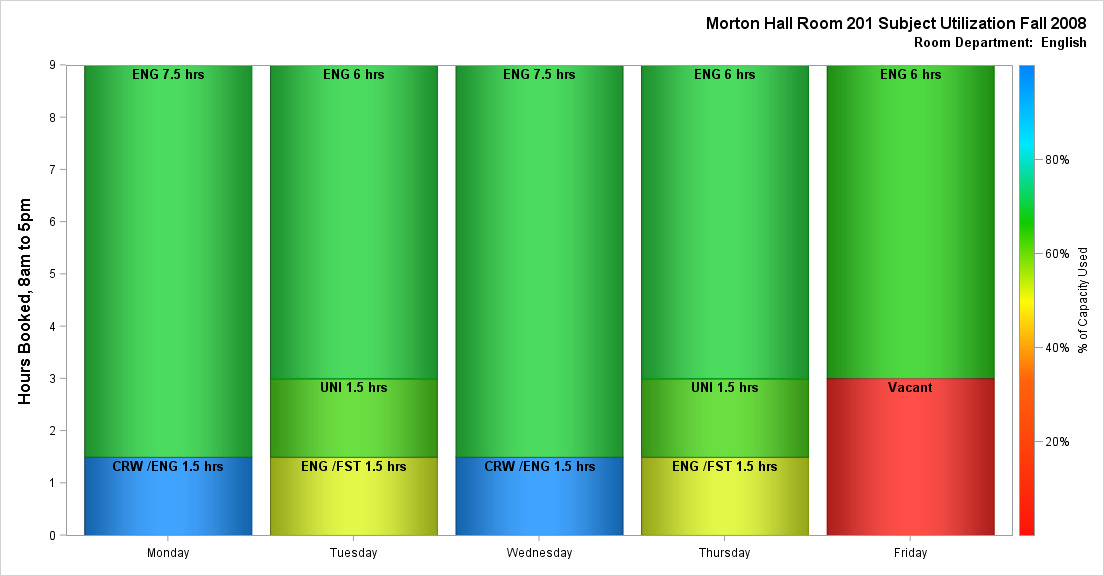 Morton Hall Room 201 Subject Utilization Fall 2008
Room Department:  English
Hours Booked, 8am to 5pm
9
8
7
6
5
4
3
2
1
0
ENG 7.5 hrs
CRW /ENG 1.5 hrs
ENG 6 hrs
UNI 1.5 hrs
ENG /FST 1.5 hrs
ENG 7.5 hrs
CRW /ENG 1.5 hrs
ENG 6 hrs
UNI 1.5 hrs
ENG /FST 1.5 hrs
ENG 6 hrs
Vacant
Monday
Tuesday
Wednesday
Thursday
Friday
80%
60%
40%
20%
% of Capacity Used